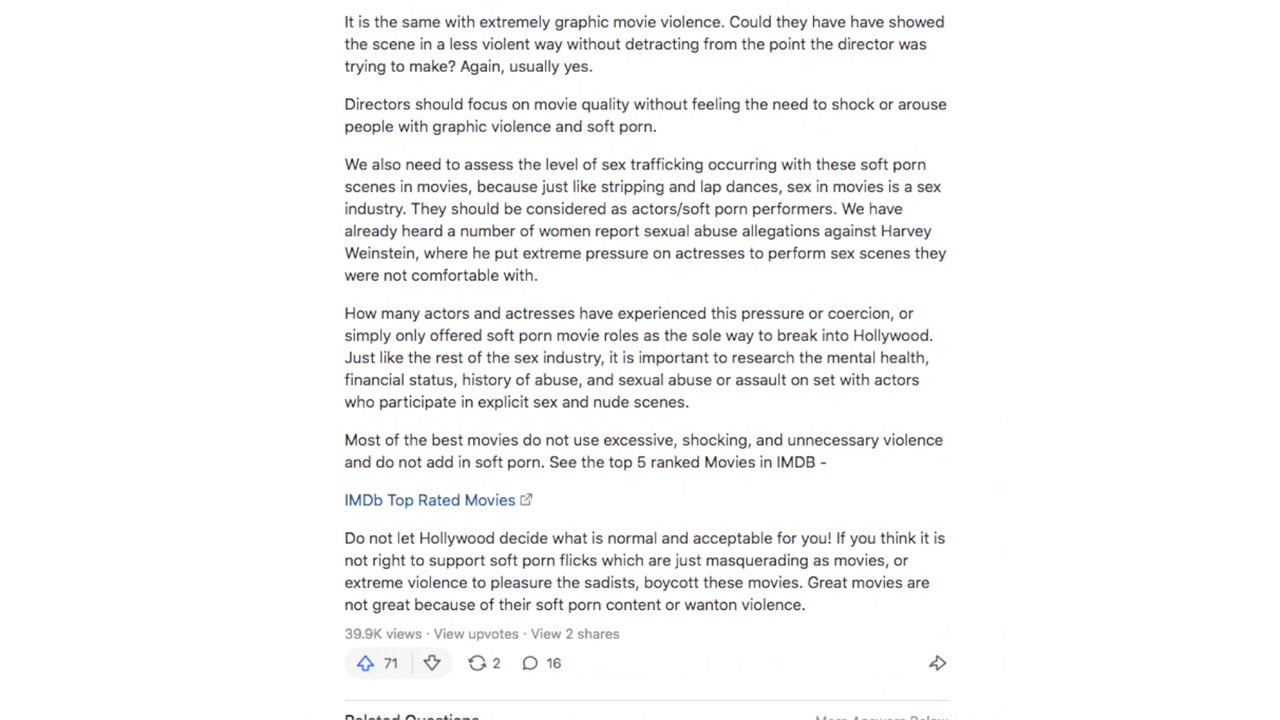 It is the same with extremely graphic movie violence. Could they have have showed
the scene in a less violent way without detracting from the point the director was
trying to make? Again, usually yes.
Directors should focus on movie quality without feeling the need to shock or arouse
people with graphic violence and soft porn.
We also need to assess the level of sex trafficking occurring with these soft porn
scenes in movies, because just like stripping and lap dances, sex in movies is a sex
industry. They should be considered as actors/soft porn performers. We have
already heard a number of women report sexual abuse allegations against Harvey
Weinstein, where he put extreme pressure on actresses to perform sex scenes they
were not comfortable with.
How many actors and actresses have experienced this pressure or coercion, or
simply only offered soft porn movie roles as the sole way to break into Hollywood.
Just like the rest of the sex industry, it is important to research the mental health,
financial status, history of abuse, and sexual abuse or assault on set with actors
who participate in explicit sex and nude scenes.
Most of the best movies do not use excessive, shocking, and unnecessary violence
and do not add in soft porn. See the top 5 ranked Movies in IMDB -
IMDb Top Rated Movies
Do not let Hollywood decide what is normal and acceptable for you! If you think it is
not right to support soft porn flicks which are just masquerading as movies, or
extreme violence to pleasure the sadists, boycott these movies. Great movies are
not great because of their soft porn content or wanton violence.
39.9K views · View upvotes · View 2 shares
71 2 16
Related Questions More Answers Below